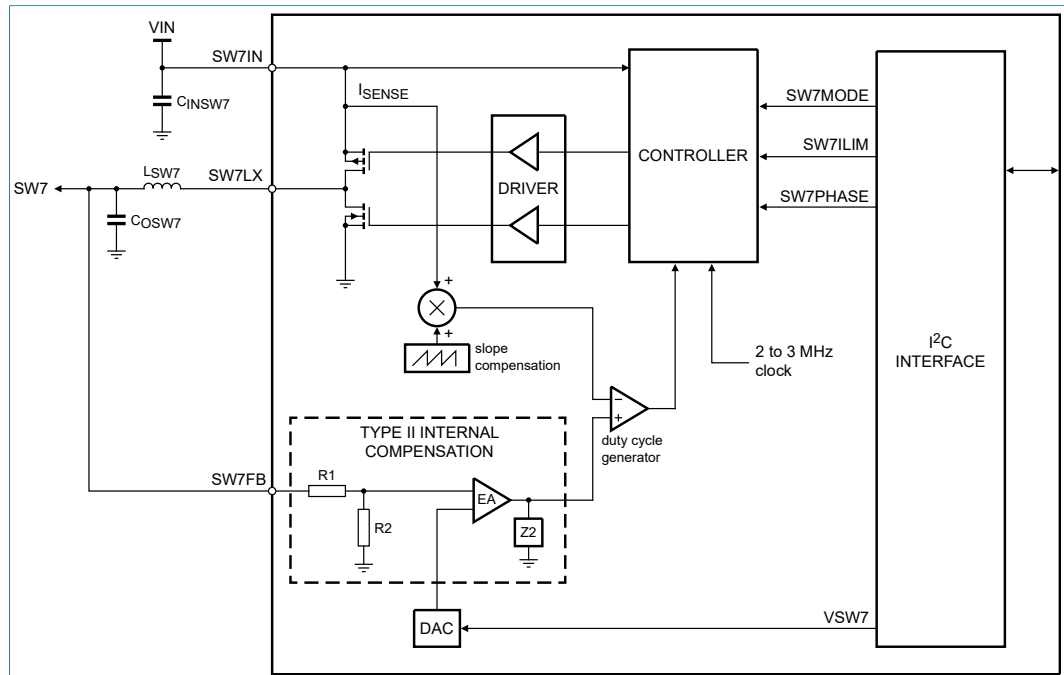 VIN
SW7IN
CINSW7
ISENSE
SW7MODE
CONTROLLER
SW7ILIM
LSW7
SW7LX
SW7
DRIVER
SW7PHASE
COSW7
+
+
slope
compensation
2 to 3 MHz
clock
I2C
INTERFACE
−
+
duty cycle
generator
TYPE II INTERNAL
COMPENSATION
SW7FB
R1
EA
R2
Z2
DAC
VSW7